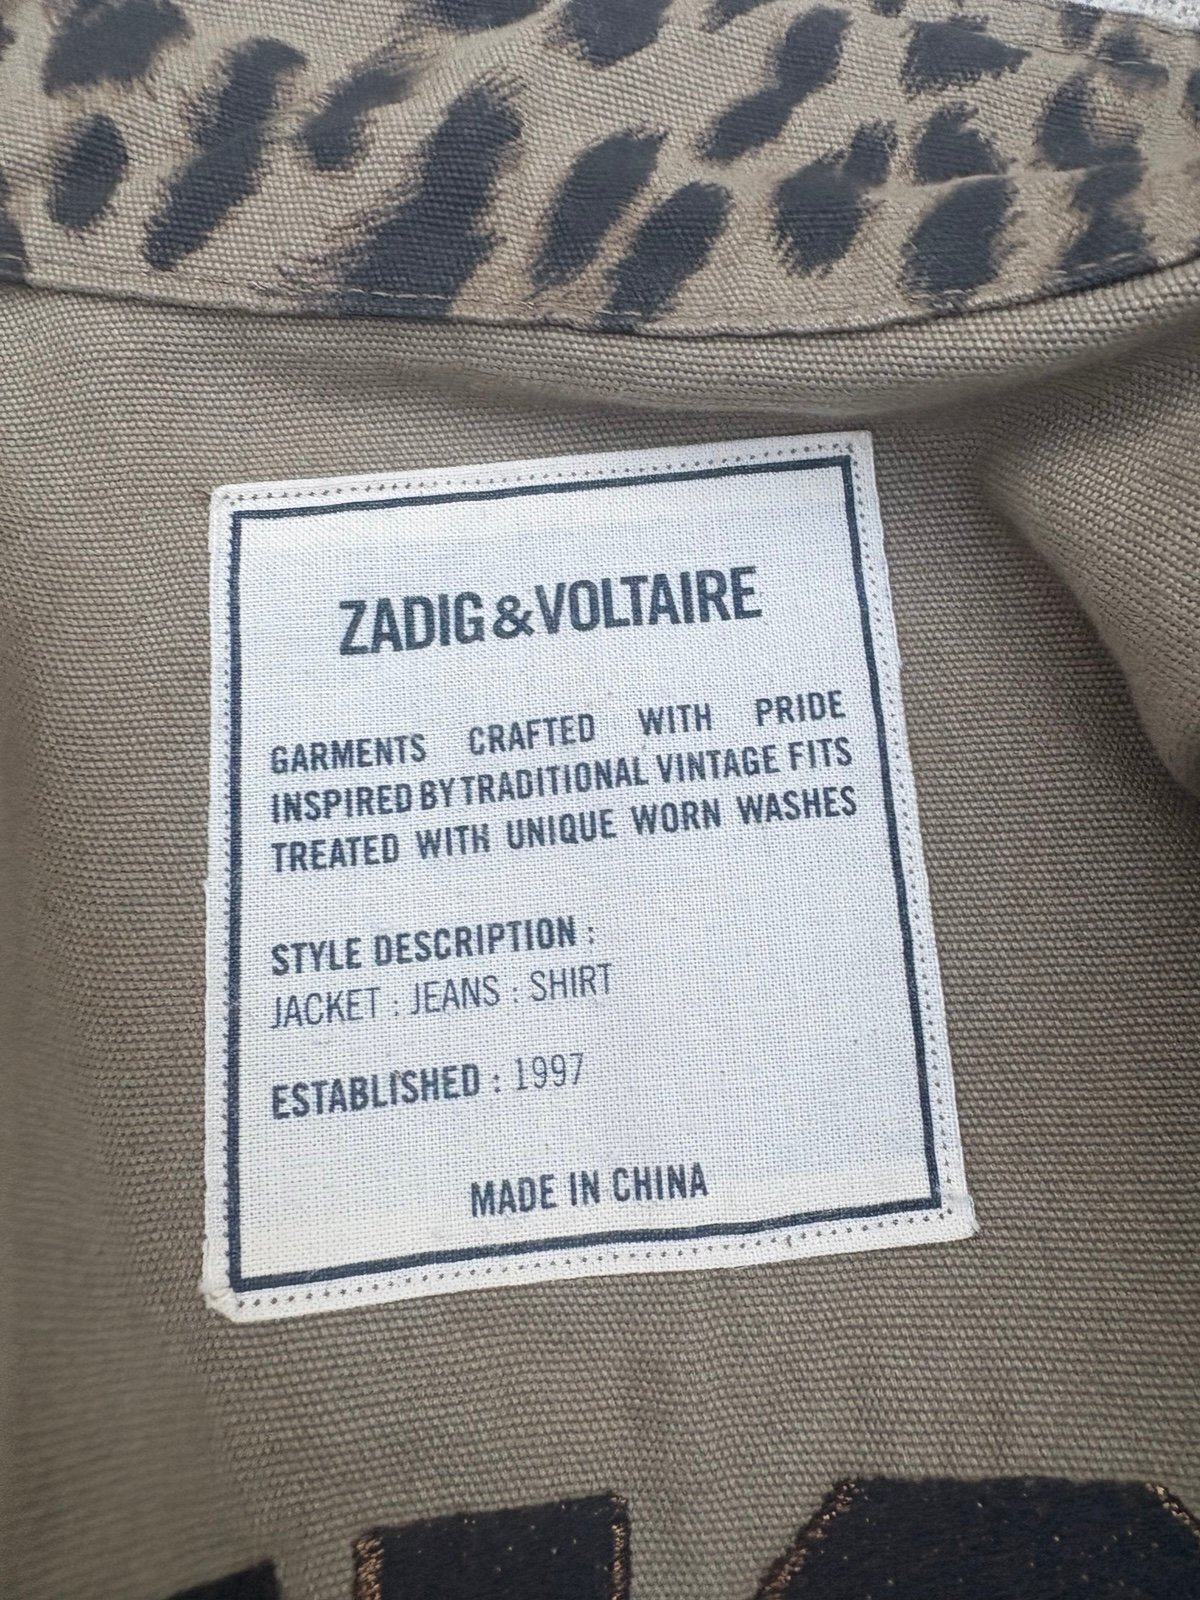 ZADIG&VOLTAIRE
GARMENTS CRAFTED WITH PRIDE
INSPIRED BY TRADITIONAL VINTAGE FITS
TREATED WITH UNIQUE WORN WASHES
STYLE DESCRIPTION :
JACKET : JEANS : SHIRT
ESTABLISHED : 1997
MADE IN CHINA